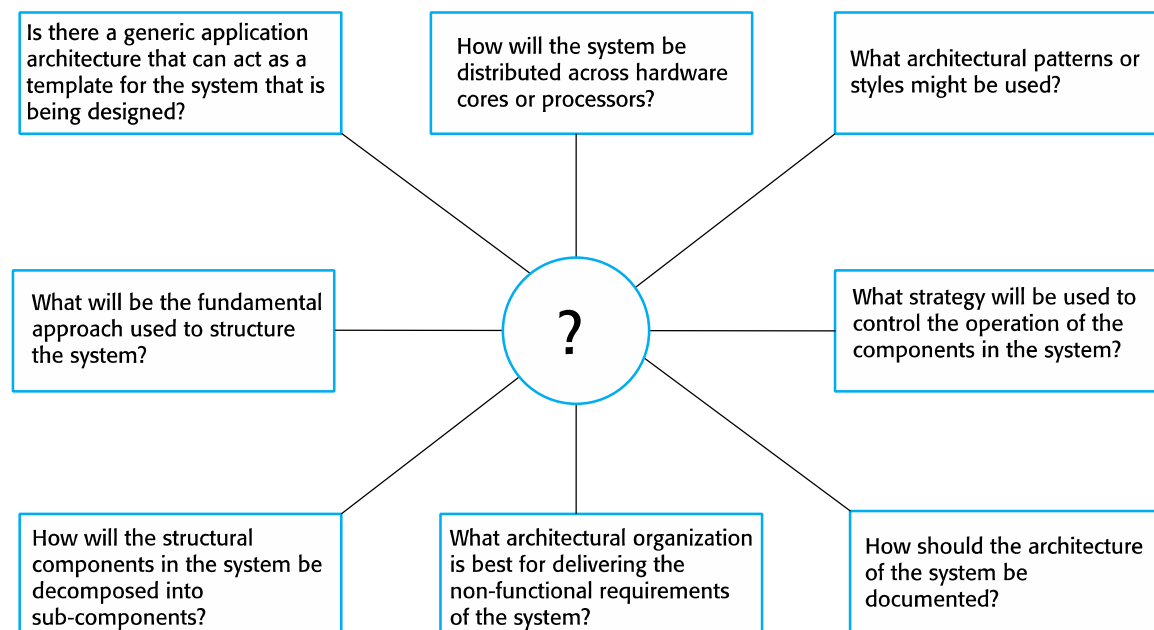 Is there a generic application
architecture that can act as a
template for the system that is
being designed?
How will the system be
distributed across hardware
cores or processors?
What architectural patterns or
styles might be used?
What will be the fundamental
approach used to structure
the system?
?
What strategy will be used to
control the operation of the
components in the system?
How will the structural
components in the system be
decomposed into
sub-components?
What architectural organization
is best for delivering the
non-functional requirements
of the system?
How should the architecture
of the system be
documented?